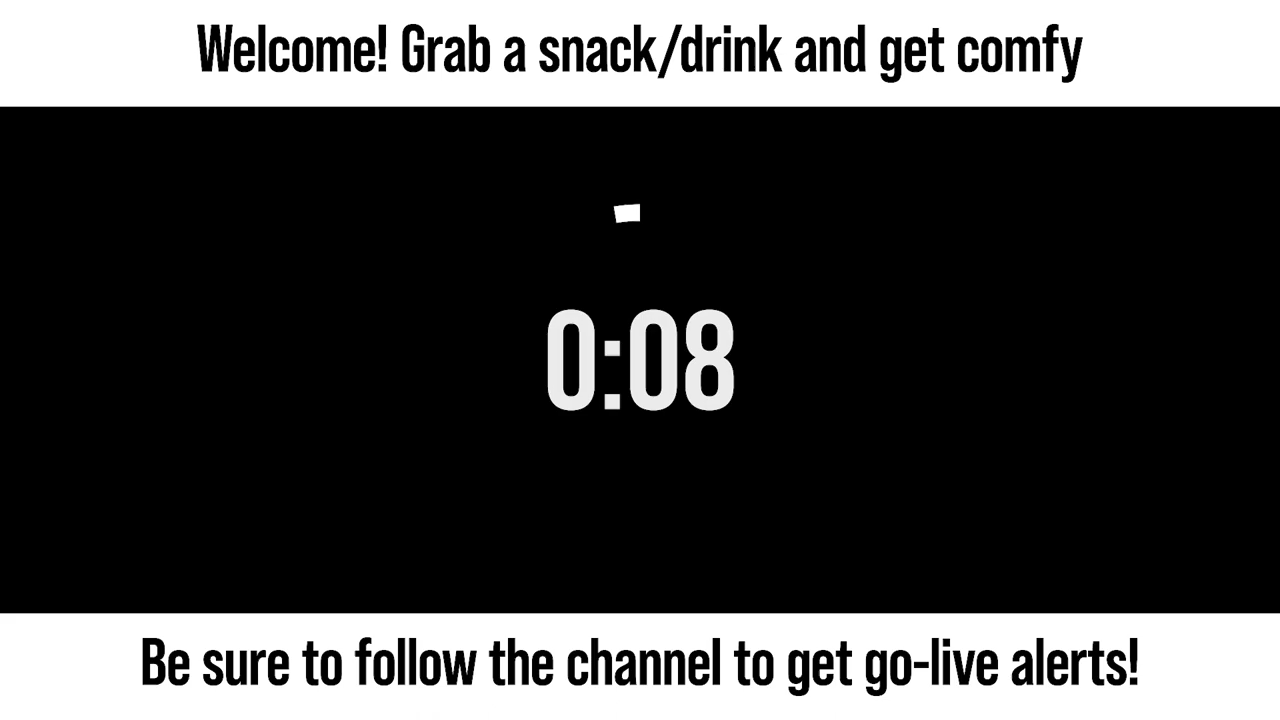 Welcome! Grab a snack/drink and get comfy
0:08
Be sure to follow the channel to get go-live alerts!